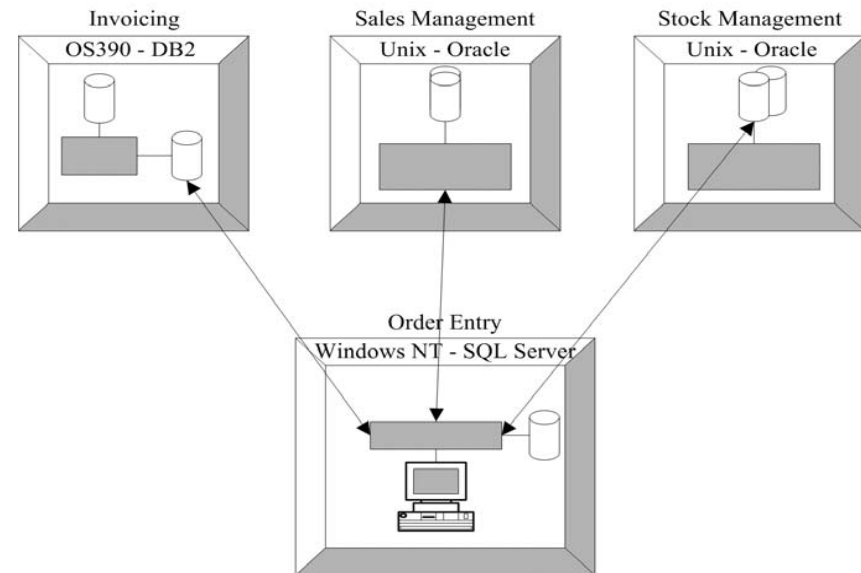 Invoicing
OS390 - DB2
Sales Management
Unix - Oracle
Stock Management
Unix - Oracle
Order Entry
Windows NT - SQL Server